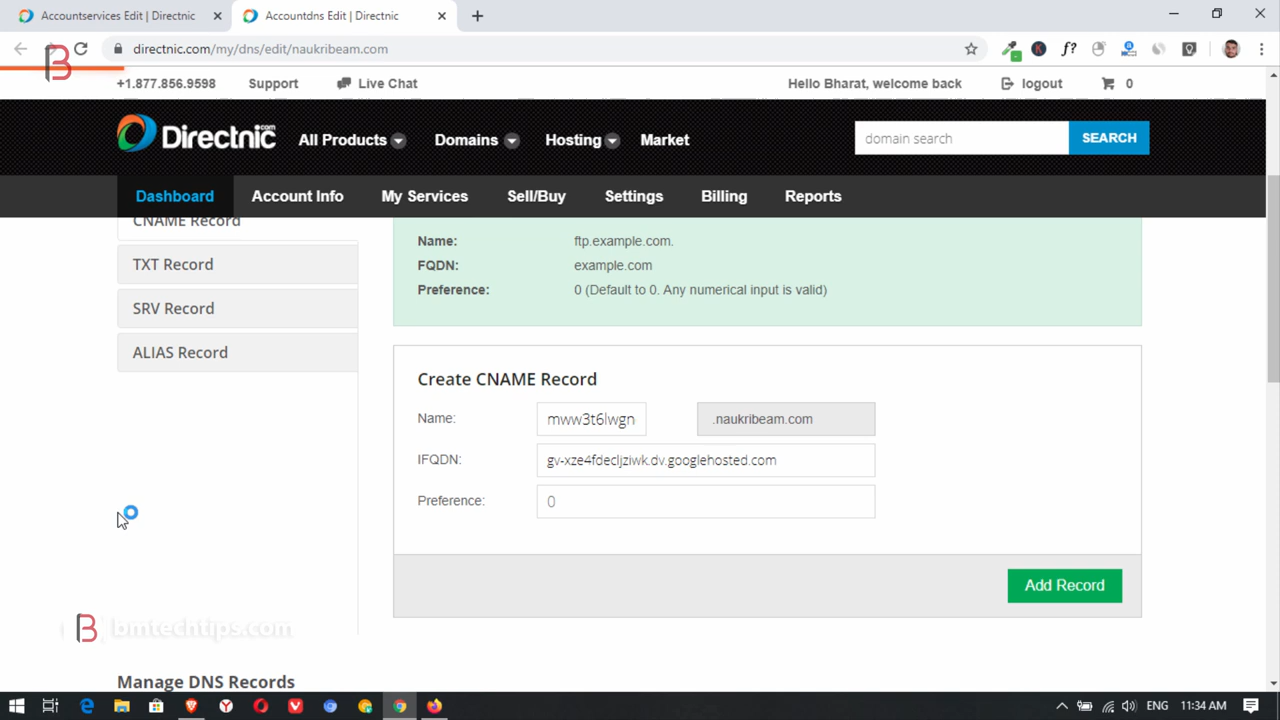 Accountservices Edit | Directnic
Accountdns Edit | Directnic
directnic.com/my/dns/edit/naukribeam.com
+1.877.856.9598 Support Live Chat Hello Bharat, welcome back logout 0
Directnic.com All Products Domains Hosting Market domain search SEARCH
Dashboard Account Info My Services Sell/Buy Settings Billing Reports
CNAME Record
TXT Record
SRV Record
ALIAS Record
Name: ftp.example.com.
FQDN: example.com
Preference: 0 (Default to 0. Any numerical input is valid)
Create CNAME Record
Name: mww3t6lwgn .naukribeam.com
IFQDN: gv-xze4fdecljziwk.dv.googlehosted.com
Preference: 0
Add Record
bmtechtips.com
Manage DNS Records
ENG 11:34 AM